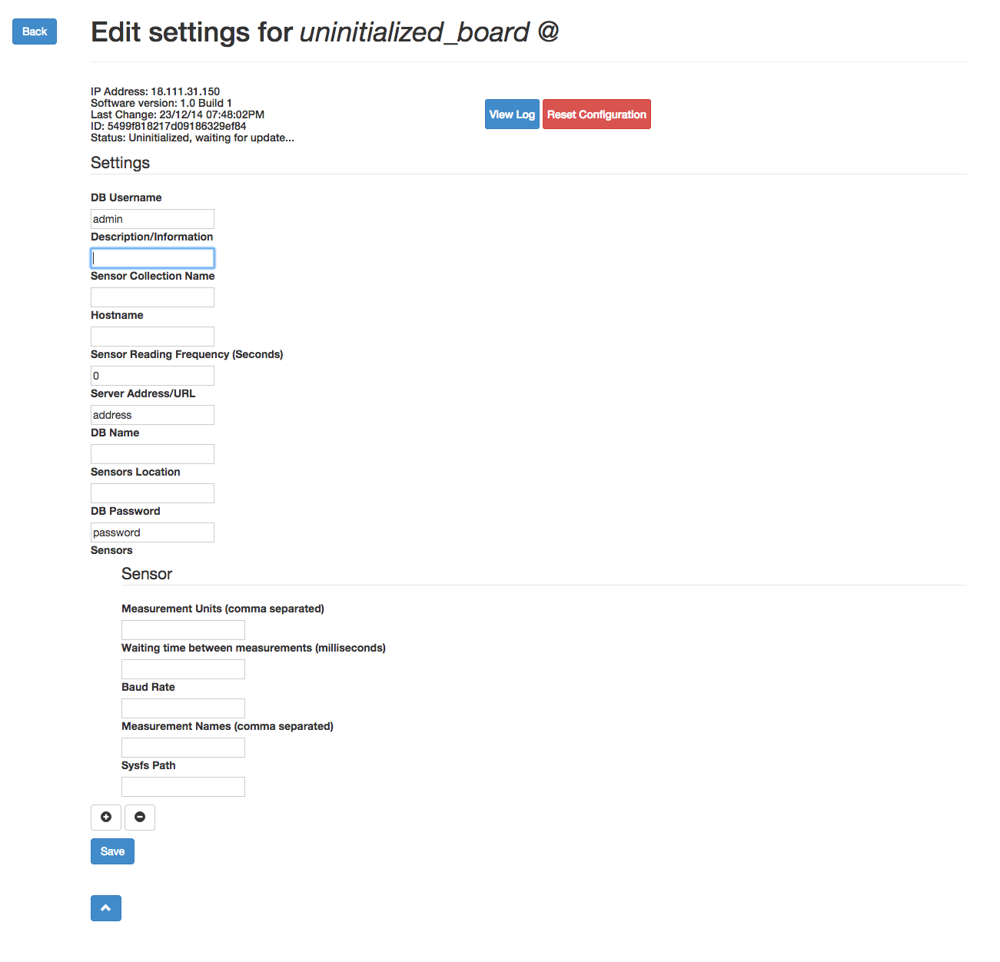 Back
Edit settings for uninitialized_board @
IP Address: 18.111.31.150
Software version: 1.0 Build 1
Last Change: 23/12/14 07:48:02PM
ID: 5499f818217d09186329ef84
Status: Uninitialized, waiting for update...
View Log
Reset Configuration
Settings
DB Username
admin
Description/Information
Sensor Collection Name
Hostname
Sensor Reading Frequency (Seconds)
0
Server Address/URL
address
DB Name
Sensors Location
DB Password
password
Sensors
Sensor
Measurement Units (comma separated)
Waiting time between measurements (milliseconds)
Baud Rate
Measurement Names (comma separated)
Sysfs Path
Save